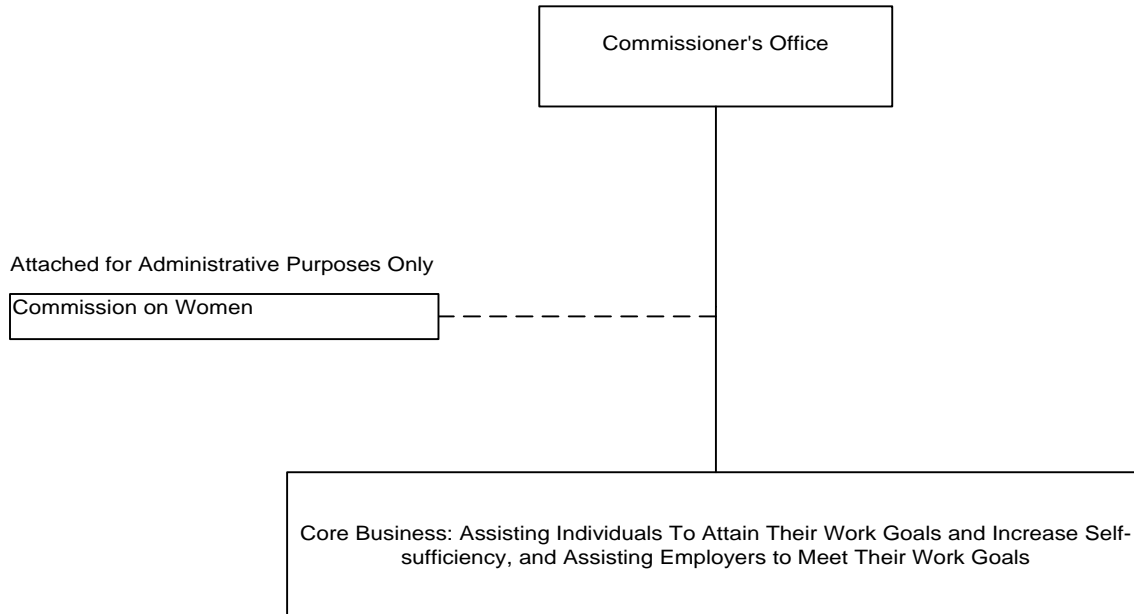 Commissioner's Office
Attached for Administrative Purposes Only
Commission on Women
Core Business: Assisting Individuals To Attain Their Work Goals and Increase Self-
sufficiency, and Assisting Employers to Meet Their Work Goals